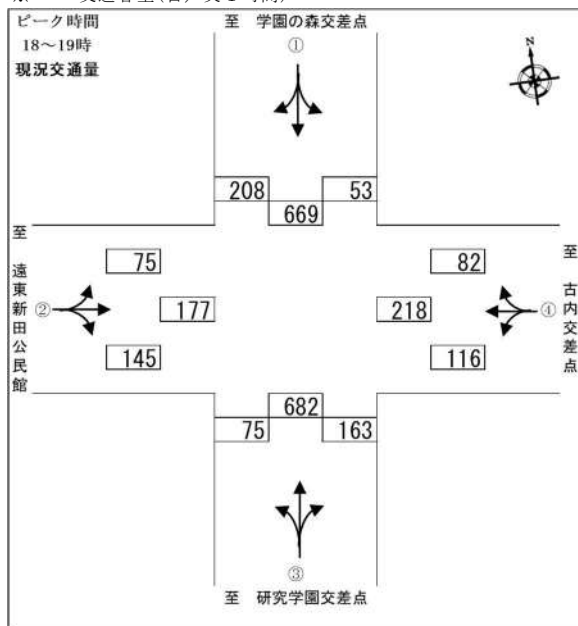 ピーク時間
18～19時
現況交通量
至 学園の森交差点
①
N
208
53
669
至 遠東新田公民館
②
75
177
145
82
218
116
④
至 古内交差点
682
75
163
③
至 研究学園交差点